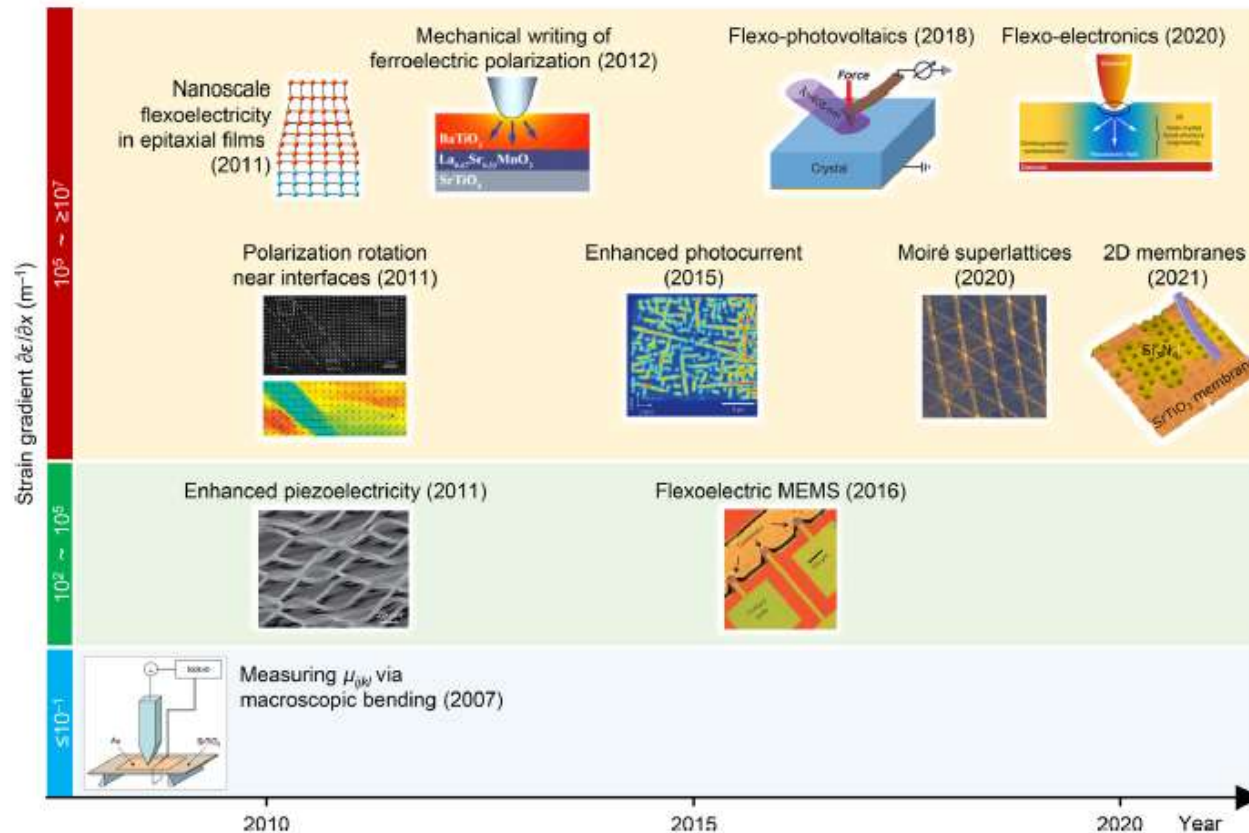 Strain gradient ∂ε/∂x (m⁻¹)
10⁵ ~ ≥10⁷
10² ~ 10⁵
≤10⁻¹
Nanoscale
flexoelectricity
in epitaxial films
(2011)
Mechanical writing of
ferroelectric polarization (2012)
BaTiO₃
SrTiO₃
Flexo-photovoltaics (2018)
Force
Crystal
Flexo-electronics (2020)
Polarization rotation
near interfaces (2011)
Enhanced photocurrent
(2015)
Moiré superlattices
(2020)
2D membranes
(2021)
SrTiO₃ membrane
Enhanced piezoelectricity (2011)
Flexoelectric MEMS (2016)
Measuring μᵢⱼₖₗ via
macroscopic bending (2007)
SrTiO₃
2010
2015
2020
Year